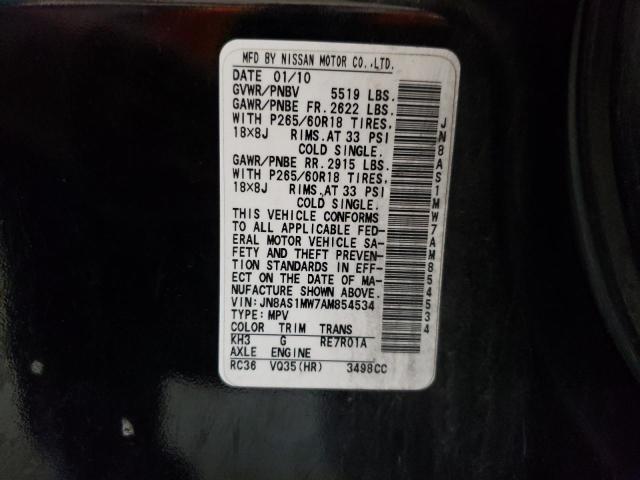 MFD BY NISSAN MOTOR CO.,LTD.
DATE 01/10
GVWR/PNBV 5519 LBS.
GAWR/PNBE FR.2622 LBS.
WITH P265/60R18 TIRES,
18X8J RIMS.AT 33 PSI
COLD SINGLE.
GAWR/PNBE RR.2915 LBS.
WITH P265/60R18 TIRES,
18X8J RIMS.AT 33 PSI
COLD SINGLE.
THIS VEHICLE CONFORMS
TO ALL APPLICABLE FED-
ERAL MOTOR VEHICLE SA-
FETY AND THEFT PREVEN-
TION STANDARDS IN EFF-
ECT ON THE DATE OF MA-
NUFACTURE SHOWN ABOVE.
VIN:JN8AS1MW7AM854534
TYPE:MPV
COLOR TRIM TRANS
KH3 G RE7R01A
AXLE ENGINE
RC36 VQ35(HR) 3498CC
JN8AS1MW7AM854534